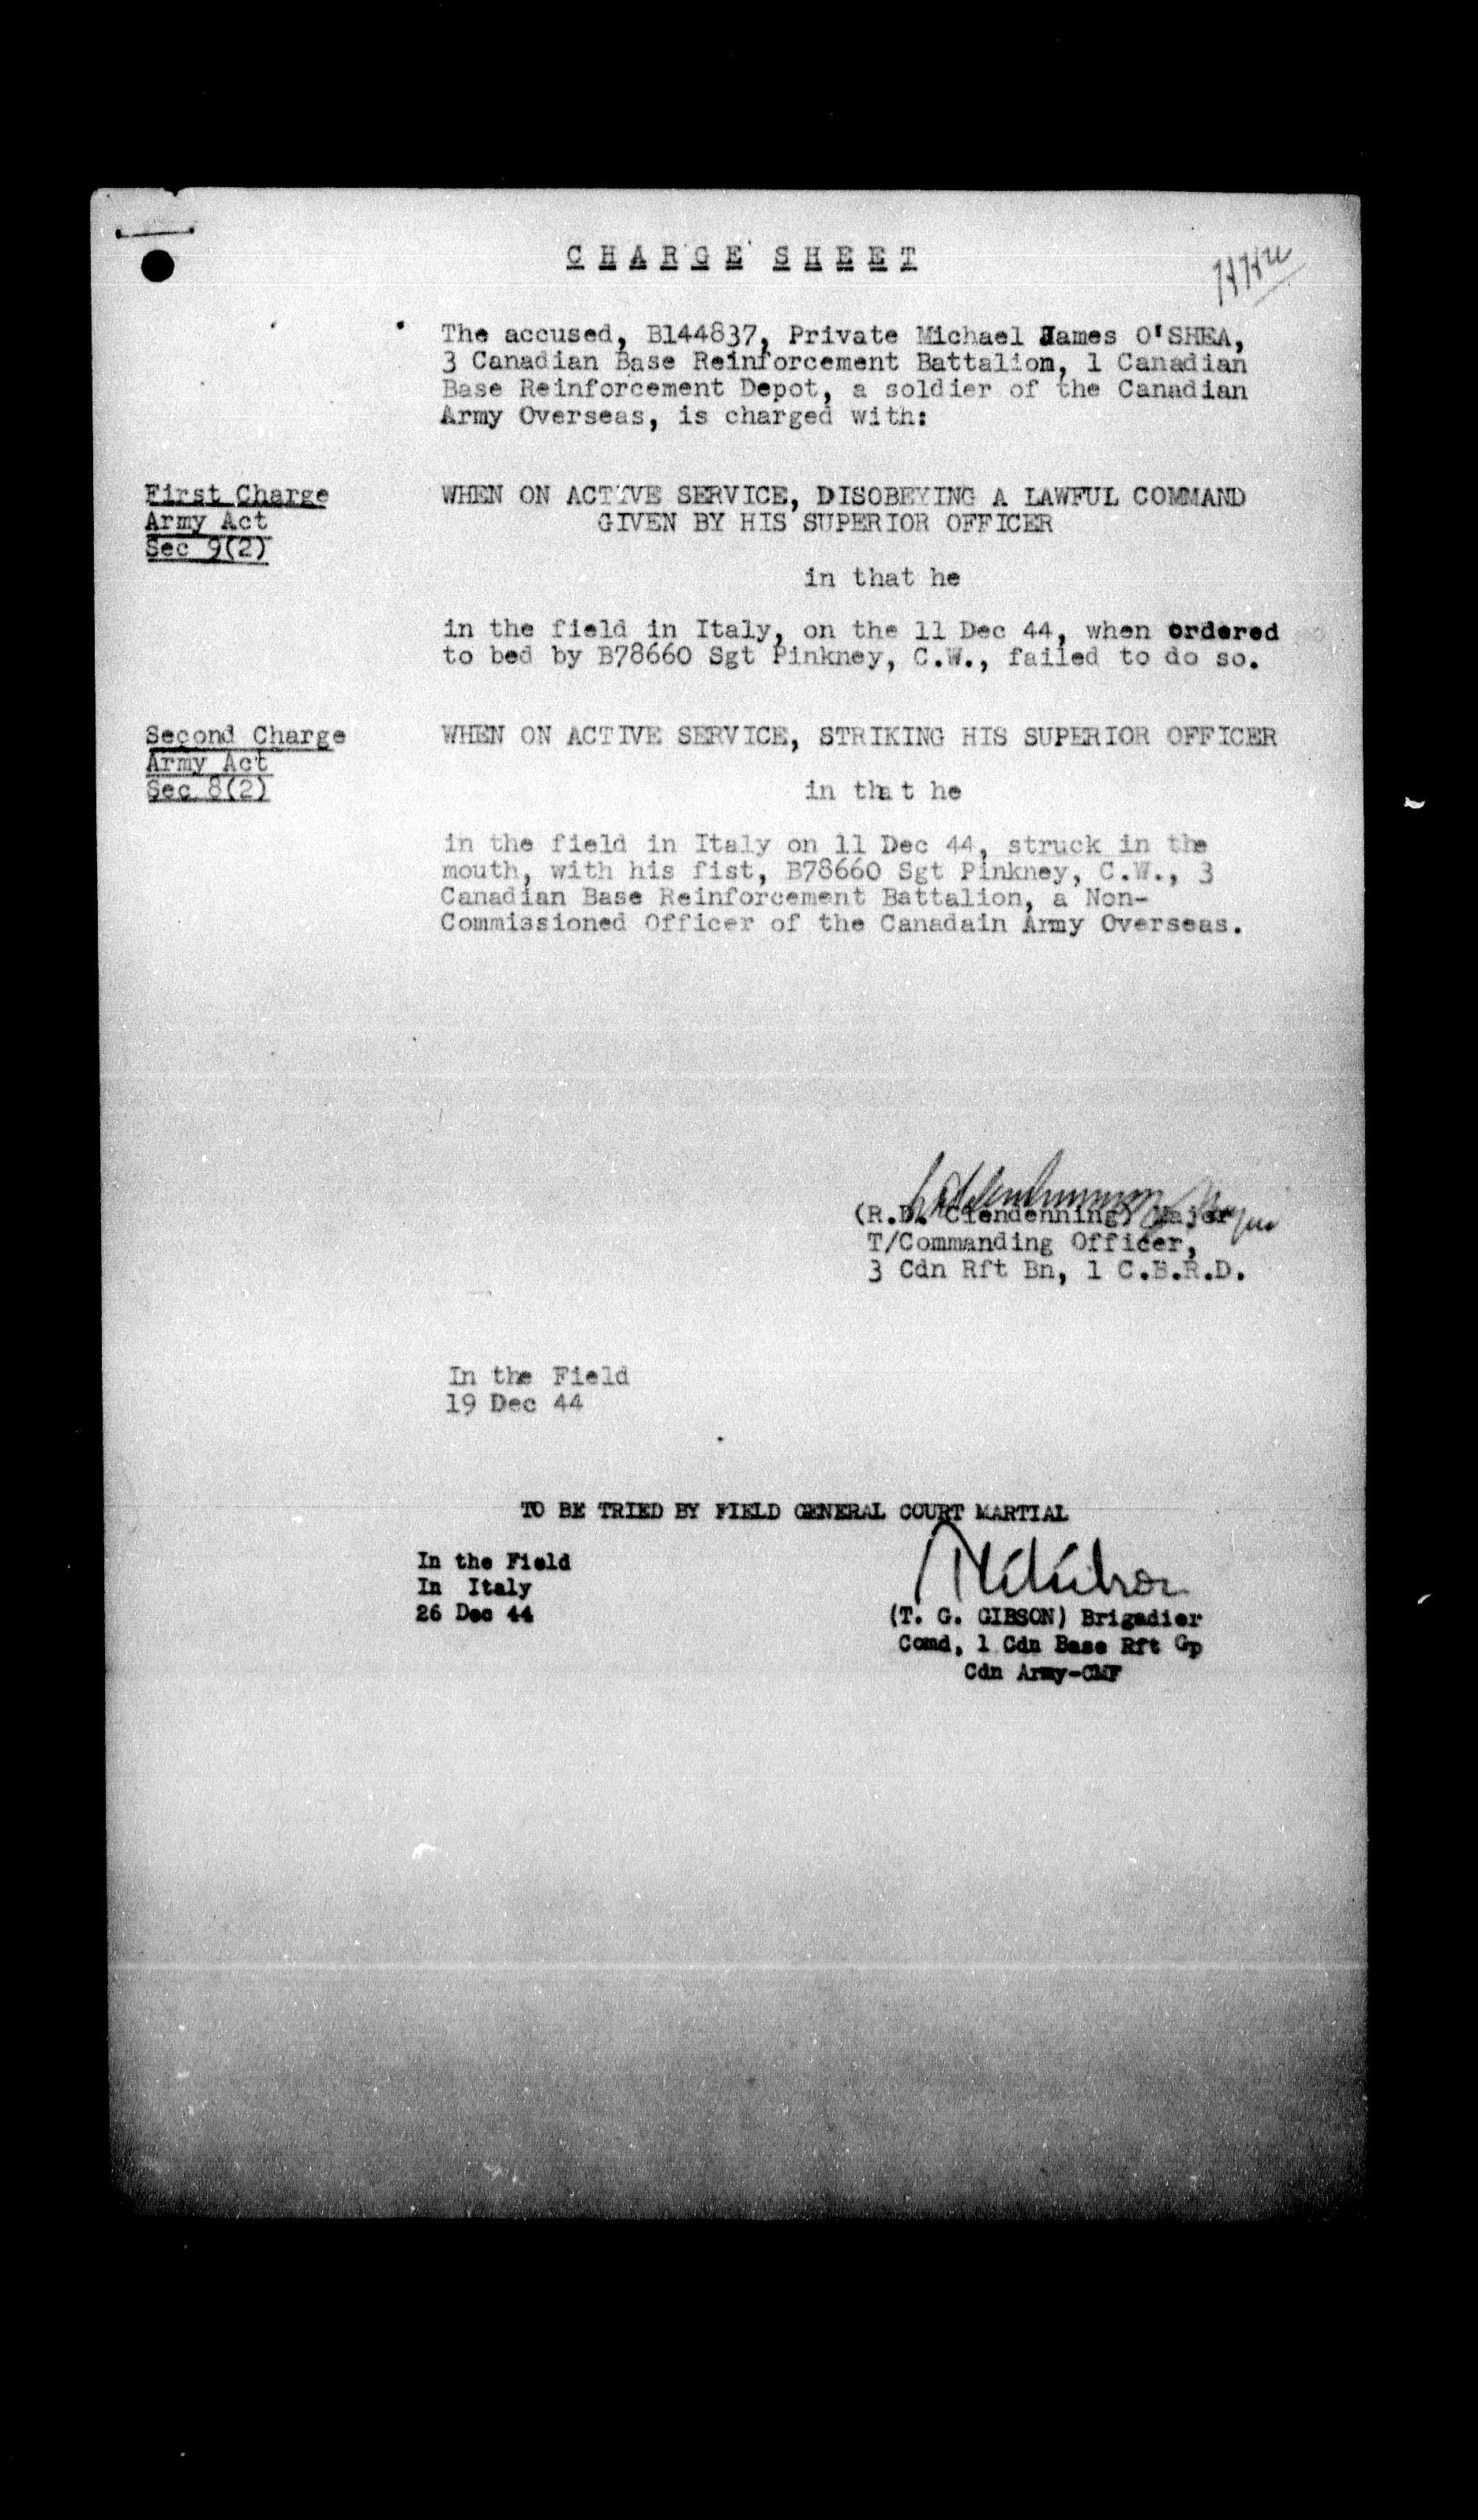 CHARGE SHEET
The accused, B144837, Private Michael James O'SHEA,
3 Canadian Base Reinforcement Battalion, 1 Canadian
Base Reinforcement Depot, a soldier of the Canadian
Army Overseas, is charged with:
First Charge
Army Act
Sec 9(2)
WHEN ON ACTIVE SERVICE, DISOBEYING A LAWFUL COMMAND
GIVEN BY HIS SUPERIOR OFFICER
in that he
in the field in Italy, on the 11 Dec 44, when ordered
to bed by B78660 Sgt Pinkney, C.W., failed to do so.
Second Charge
Army Act
Sec 8(2)
WHEN ON ACTIVE SERVICE, STRIKING HIS SUPERIOR OFFICER
in that he
in the field in Italy on 11 Dec 44, struck in the
mouth, with his fist, B78660 Sgt Pinkney, C.W., 3
Canadian Base Reinforcement Battalion, a Non-
Commissioned Officer of the Canadain Army Overseas.
(R.D. Clendenning) Major
T/Commanding Officer,
3 Cdn Rft Bn, 1 C.B.R.D.
In the Field
19 Dec 44
TO BE TRIED BY FIELD GENERAL COURT MARTIAL
In the Field
In Italy
26 Dec 44
(T. G. GIBSON) Brigadier
Comd, 1 Cdn Base Rft Gp
Cdn Army-CMF